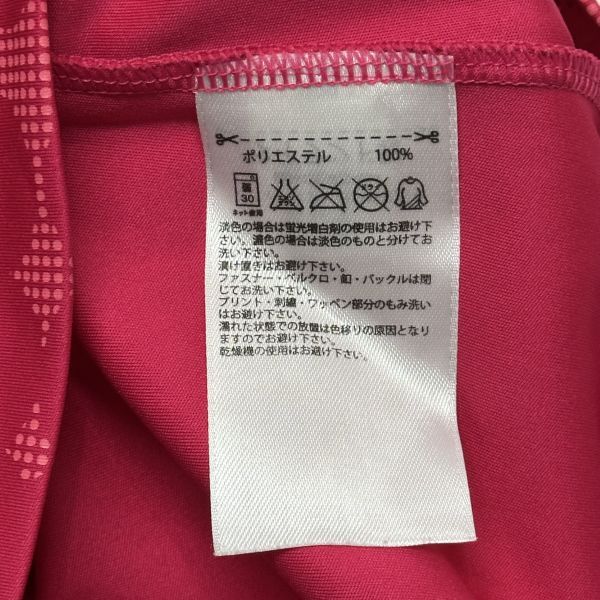 ポリエステル 100%
弱
30
ネット使用
淡色の場合は蛍光増白剤の使用はお避け下
さい。濃色の場合は淡色のものと分けてお
洗い下さい。
漬け置きはお避け下さい。
ファスナー・ベルクロ・釦・バックルは閉
じてお洗い下さい。
プリント・刺繍・ワッペン部分のもみ洗い
はお避け下さい。
濡れた状態での放置は色移りの原因となり
ますのでお避け下さい。
乾燥機の使用はお避け下さい。